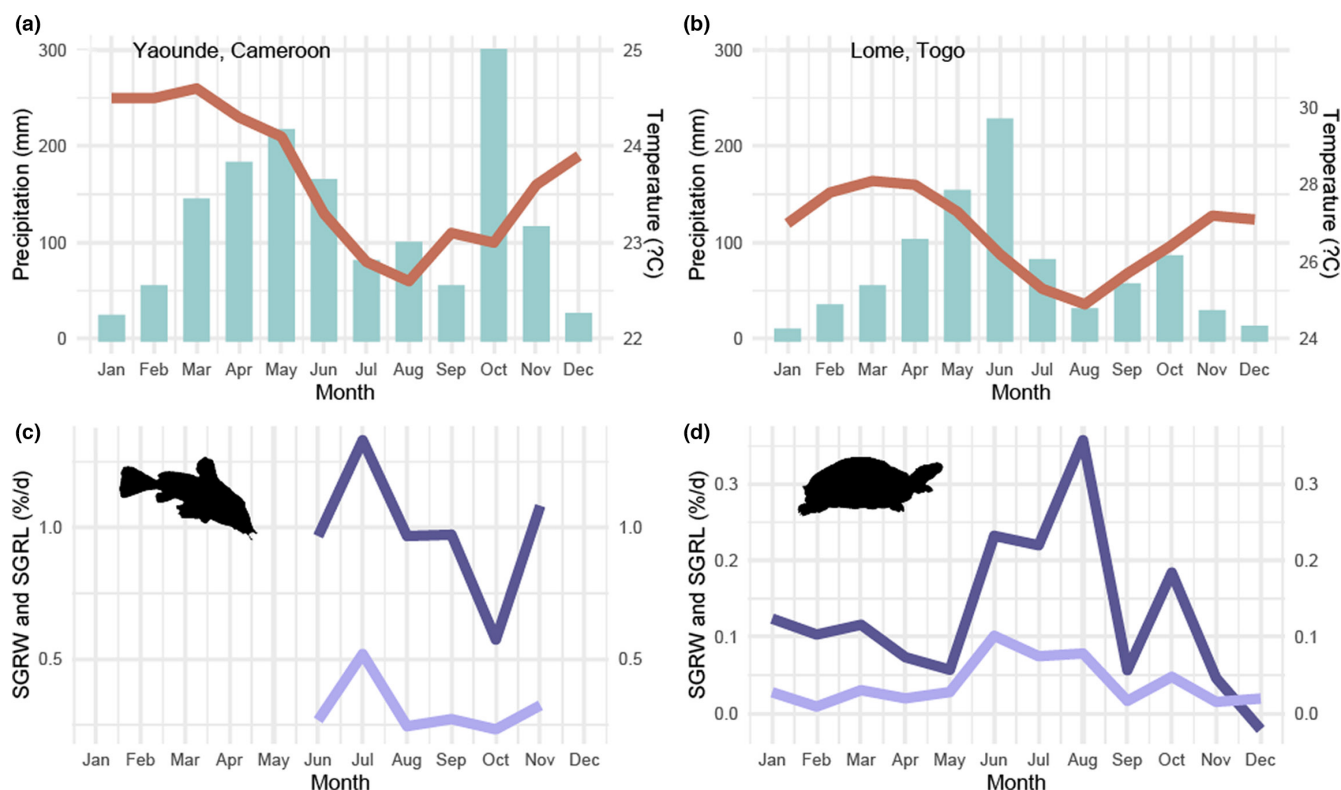 (a)
Yaounde, Cameroon
300
200
100
0
Precipitation (mm)
25
24
23
22
Temperature (?C)
Jan Feb Mar Apr May Jun Jul Aug Sep Oct Nov Dec
Month
(b)
Lome, Togo
300
200
100
0
Precipitation (mm)
30
28
26
24
Temperature (?C)
Jan Feb Mar Apr May Jun Jul Aug Sep Oct Nov Dec
Month
(c)
1.0
0.5
SGRW and SGRL (%/d)
1.0
0.5
Jan Feb Mar Apr May Jun Jul Aug Sep Oct Nov Dec
Month
(d)
0.3
0.2
0.1
0.0
SGRW and SGRL (%/d)
0.3
0.2
0.1
0.0
Jan Feb Mar Apr May Jun Jul Aug Sep Oct Nov Dec
Month